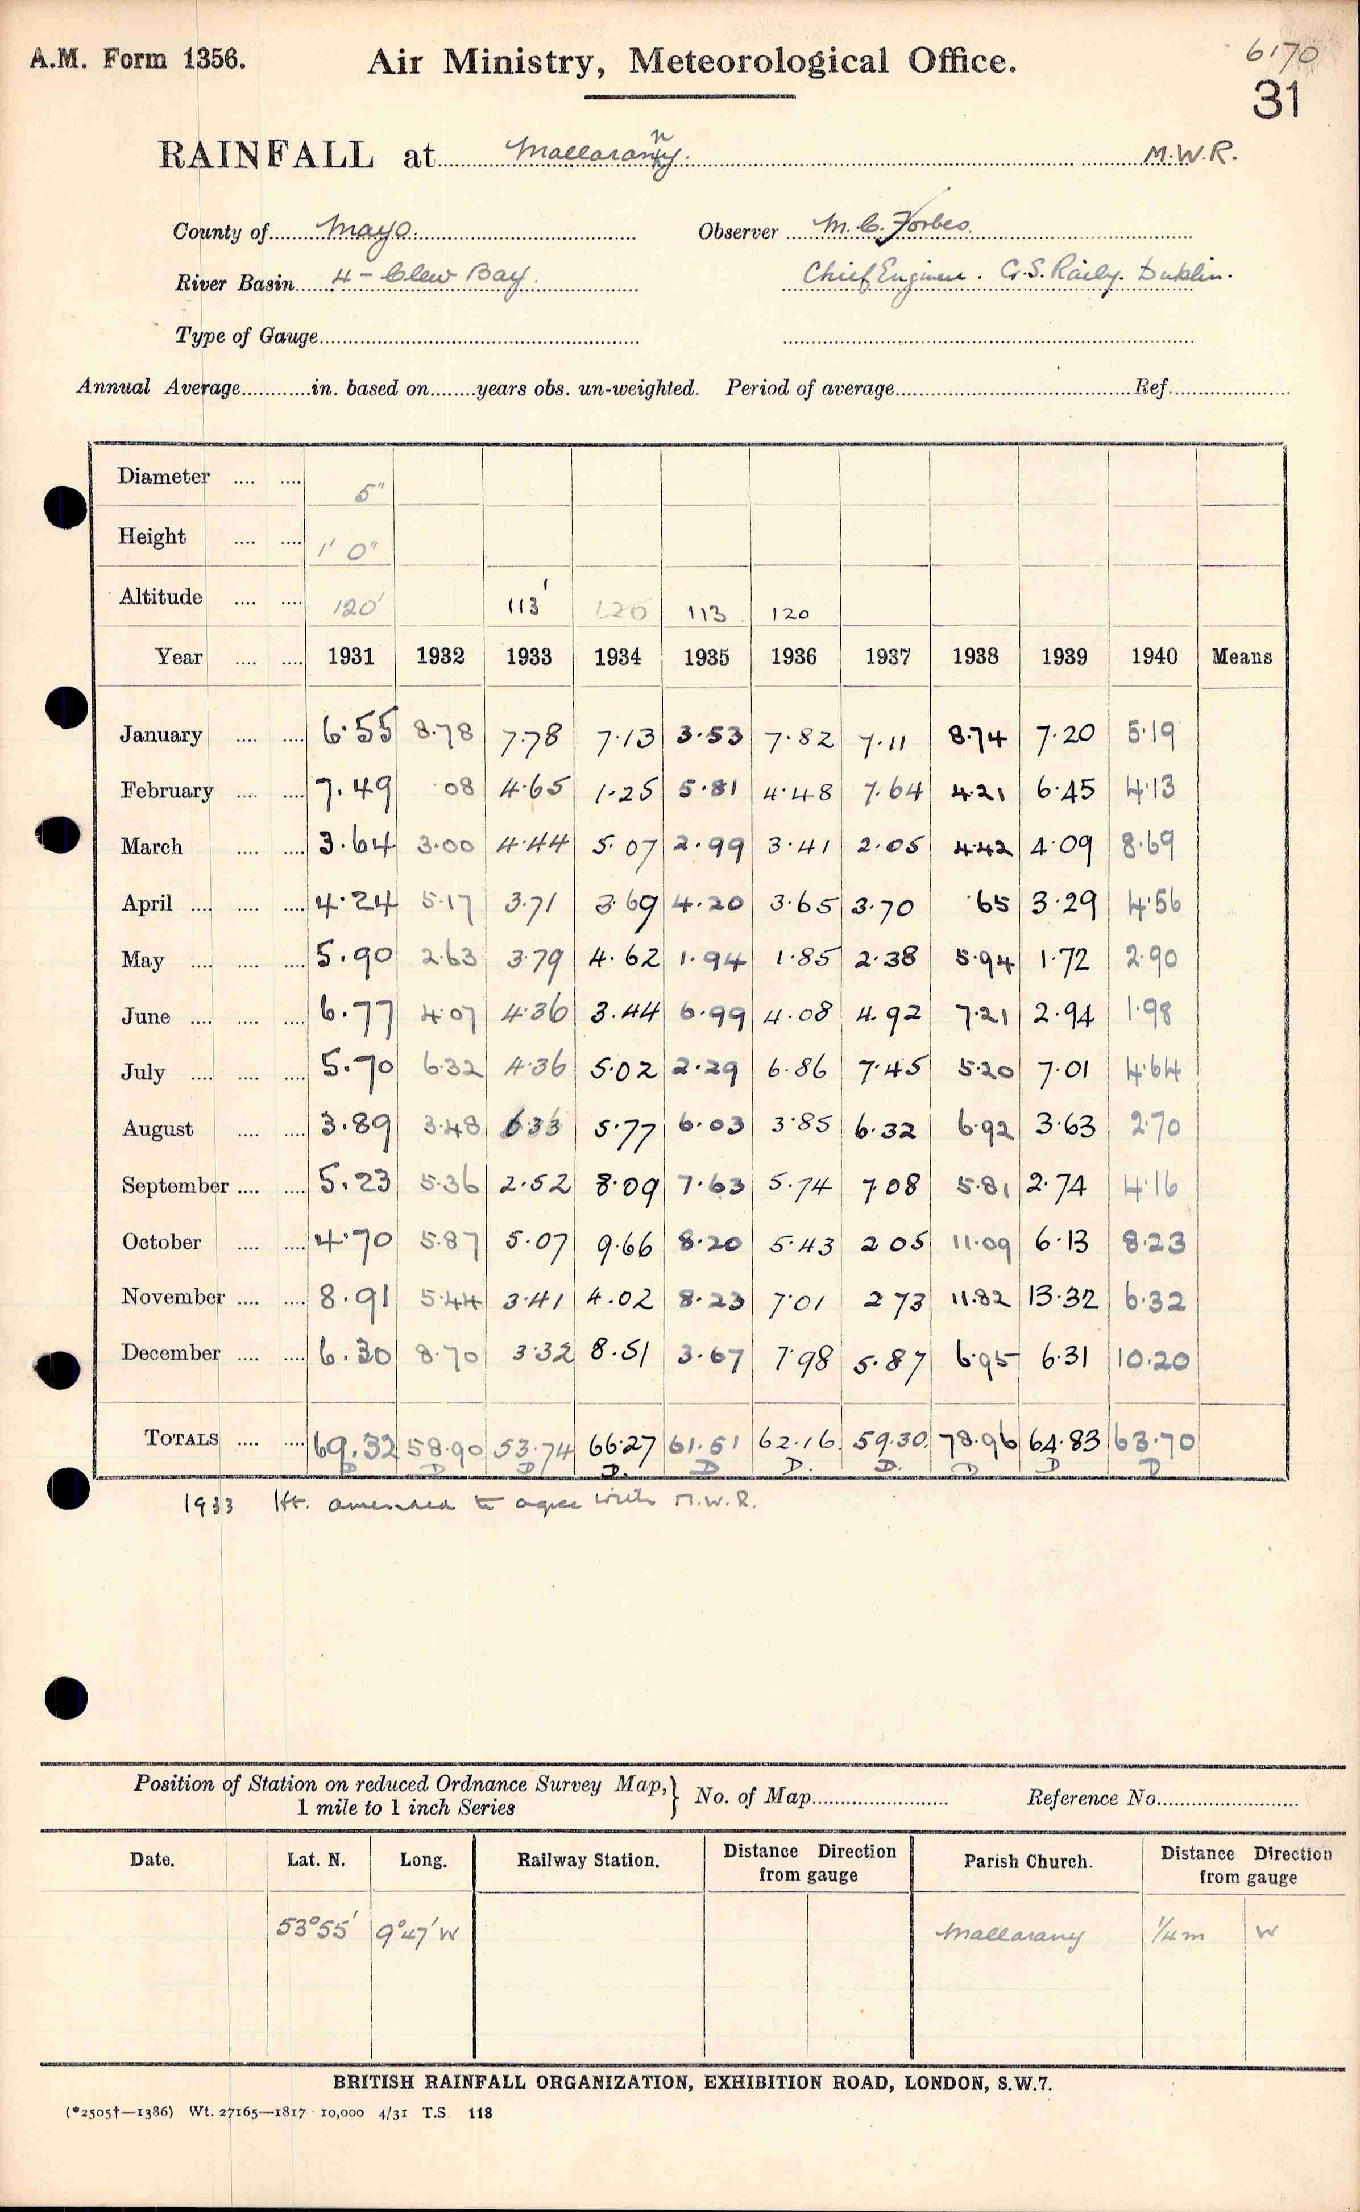 A.M. Form 1356.
Air Ministry, Meteorological Office.
6170
31
RAINFALL at Mallaranny. M.W.R.
County of Mayo. Observer M. C. Forbes.
River Basin 4 - Clew Bay. Chief Engineer. G.S. Raily. Dublin.
Type of Gauge
Annual Average in. based on years obs. un-weighted. Period of average Ref.
Diameter 5"
Height 1' 0"
Altitude 120' 113' 120 113 120
Year 1931 1932 1933 1934 1935 1936 1937 1938 1939 1940 Means
January 6.55 8.78 7.78 7.13 3.53 7.82 7.11 8.74 7.20 5.19
February 7.49 .08 4.65 1.25 5.81 4.48 7.64 4.21 6.45 4.13
March 3.64 3.00 4.44 5.07 2.99 3.41 2.05 4.42 4.09 8.69
April 4.24 5.17 3.71 3.69 4.20 3.65 3.70 .65 3.29 4.56
May 5.90 2.63 3.79 4.62 1.94 1.85 2.38 5.94 1.72 2.90
June 6.77 4.07 4.36 3.44 6.99 4.08 4.92 7.21 2.94 1.98
July 5.70 6.32 4.36 5.02 2.29 6.86 7.45 5.20 7.01 4.64
August 3.89 3.48 6.33 5.77 6.03 3.85 6.32 6.92 3.63 2.70
September 5.23 5.36 2.52 8.09 7.63 5.74 7.08 5.81 2.74 4.16
October 4.70 5.87 5.07 9.66 8.20 5.43 2 05 11.09 6.13 8.23
November 8.91 5.44 3.41 4.02 8.23 7.01 2 73 11.82 13.32 6.32
December 6.30 8.70 3.32 8.51 3.67 7.98 5.87 6.95 6.31 10.20
TOTALS 69.32 58.90 53.74 66.27 61.51 62.16 59.30. 78.96 64.83 63.70
D D D D. D D. D. D D D
1933 Ht. amended to agree with M.W.R.
Position of Station on reduced Ordnance Survey Map,} No. of Map Reference No.
1 mile to 1 inch Series
Date. Lat. N. Long. Railway Station. Distance Direction from gauge Parish Church. Distance Direction from gauge
53°55' 9°47' W Mallarany 1/4 m W
BRITISH RAINFALL ORGANIZATION, EXHIBITION ROAD, LONDON, S.W.7.
(*2505†—1386) Wt. 27165—1817 10,000 4/31 T.S 118